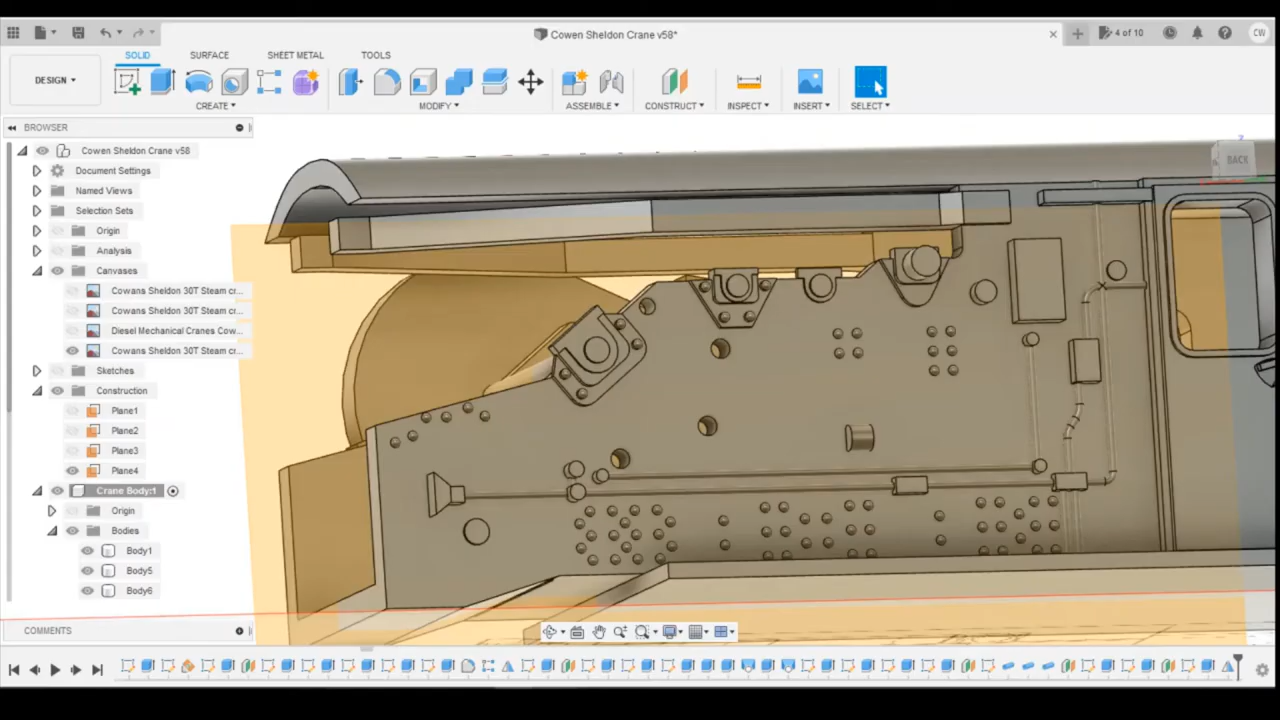 Cowen Sheldon Crane v58*
4 of 10
CW
DESIGN
SOLID
SURFACE
SHEET METAL
TOOLS
CREATE
MODIFY
ASSEMBLE
CONSTRUCT
INSPECT
INSERT
SELECT
BROWSER
Cowen Sheldon Crane v58
Document Settings
Named Views
Selection Sets
Origin
Analysis
Canvases
Cowans Sheldon 30T Steam cr...
Cowans Sheldon 30T Steam cr...
Diesel Mechanical Cranes Cow...
Cowans Sheldon 30T Steam cr...
Sketches
Construction
Plane1
Plane2
Plane3
Plane4
Crane Body:1
Origin
Bodies
Body1
Body5
Body6
COMMENTS
BACK
Z